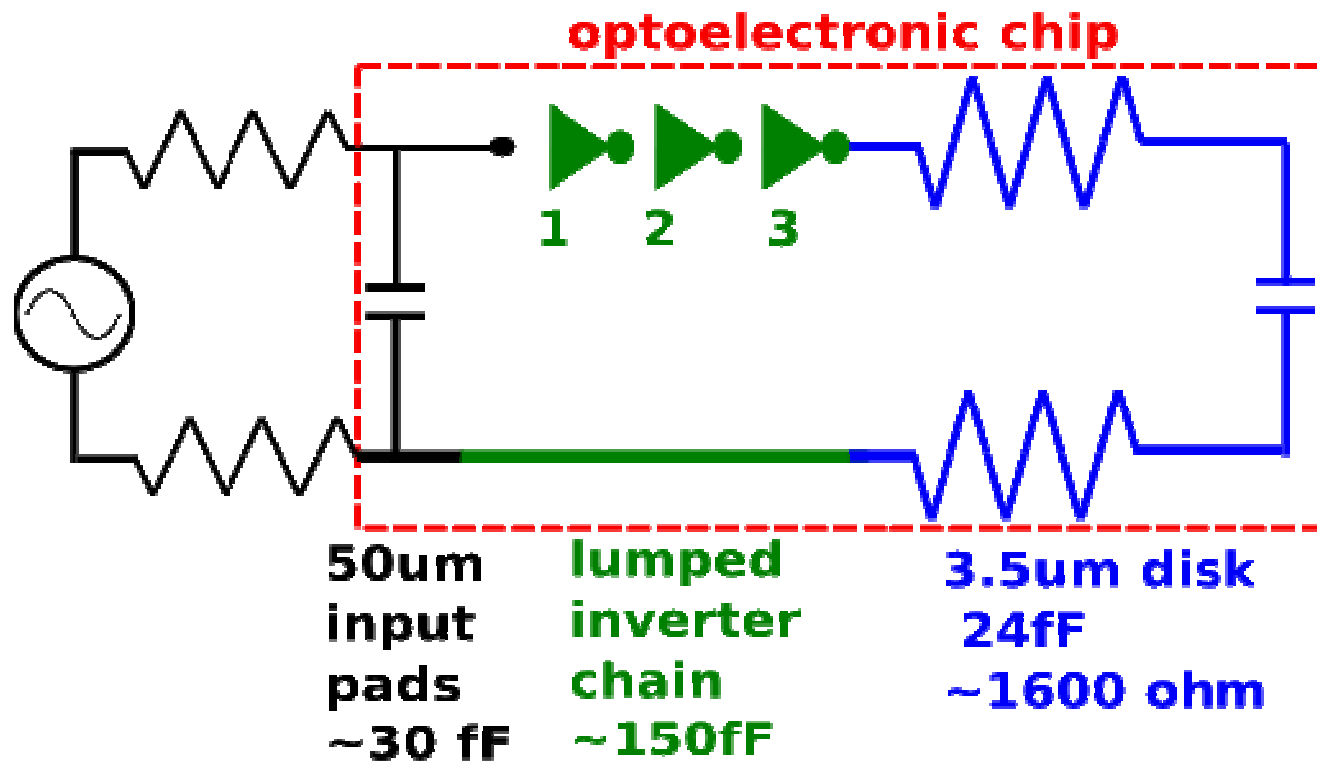 optoelectronic chip
1 2 3
50um
input
pads
~30 fF
lumped
inverter
chain
~150fF
3.5um disk
24fF
~1600 ohm